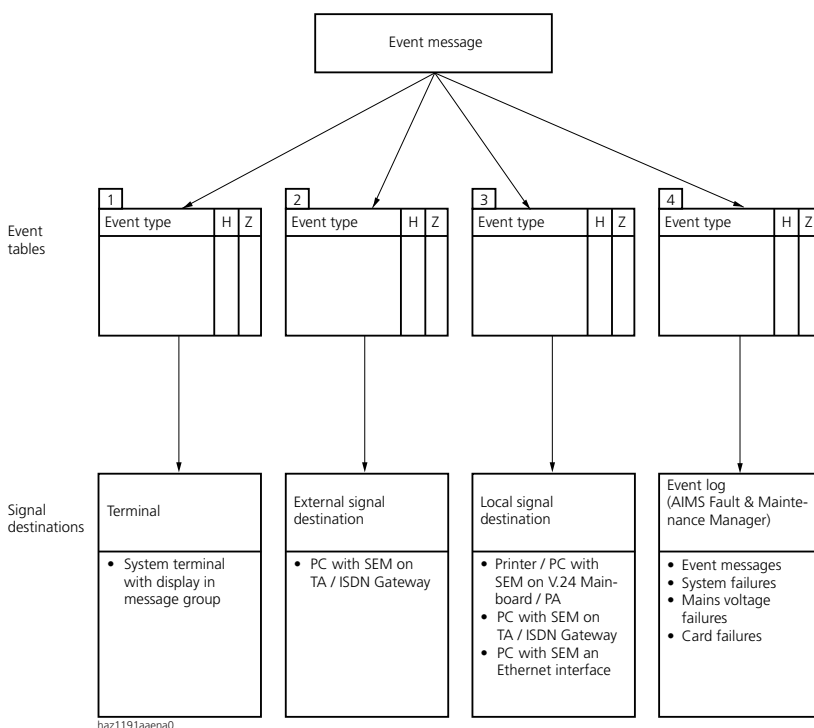 Event message
Event
tables
1
Event type H Z
2
Event type H Z
3
Event type H Z
4
Event type H Z
Signal
destinations
Terminal
• System terminal
with display in
message group
External signal
destination
• PC with SEM on
TA / ISDN Gateway
Local signal
destination
• Printer / PC with
SEM on V.24 Main-
board / PA
• PC with SEM on
TA / ISDN Gateway
• PC with SEM an
Ethernet interface
Event log
(AIMS Fault & Mainte-
nance Manager)
• Event messages
• System failures
• Mains voltage
failures
• Card failures
haz1191aaena0